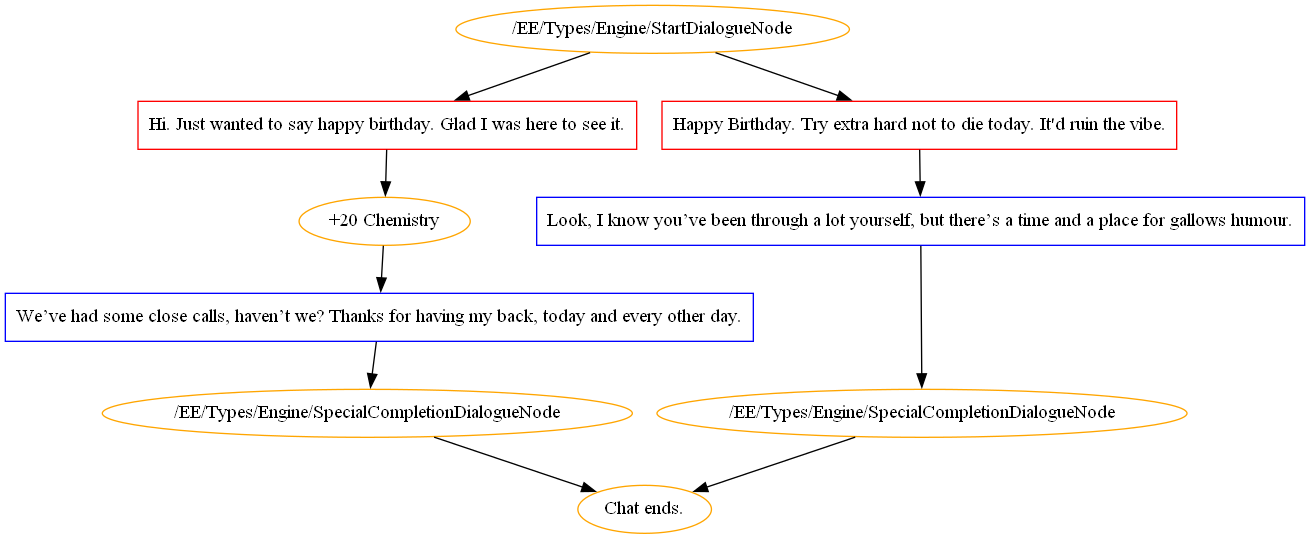 /EE/Types/Engine/StartDialogueNode
Hi. Just wanted to say happy birthday. Glad I was here to see it.
Happy Birthday. Try extra hard not to die today. It'd ruin the vibe.
+20 Chemistry
Look, I know you’ve been through a lot yourself, but there’s a time and a place for gallows humour.
We’ve had some close calls, haven’t we? Thanks for having my back, today and every other day.
/EE/Types/Engine/SpecialCompletionDialogueNode
/EE/Types/Engine/SpecialCompletionDialogueNode
Chat ends.